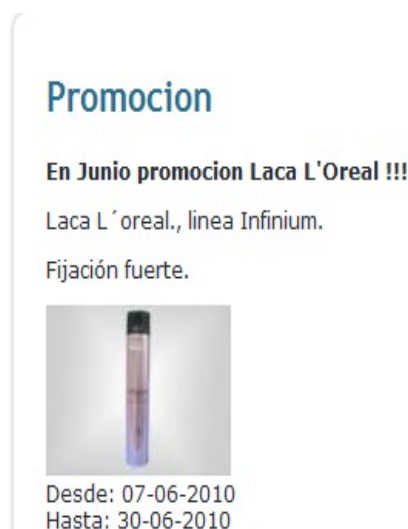 Promocion
En Junio promocion Laca L'Oreal !!!
Laca L´oreal., linea Infinium.
Fijación fuerte.
Desde: 07-06-2010
Hasta: 30-06-2010